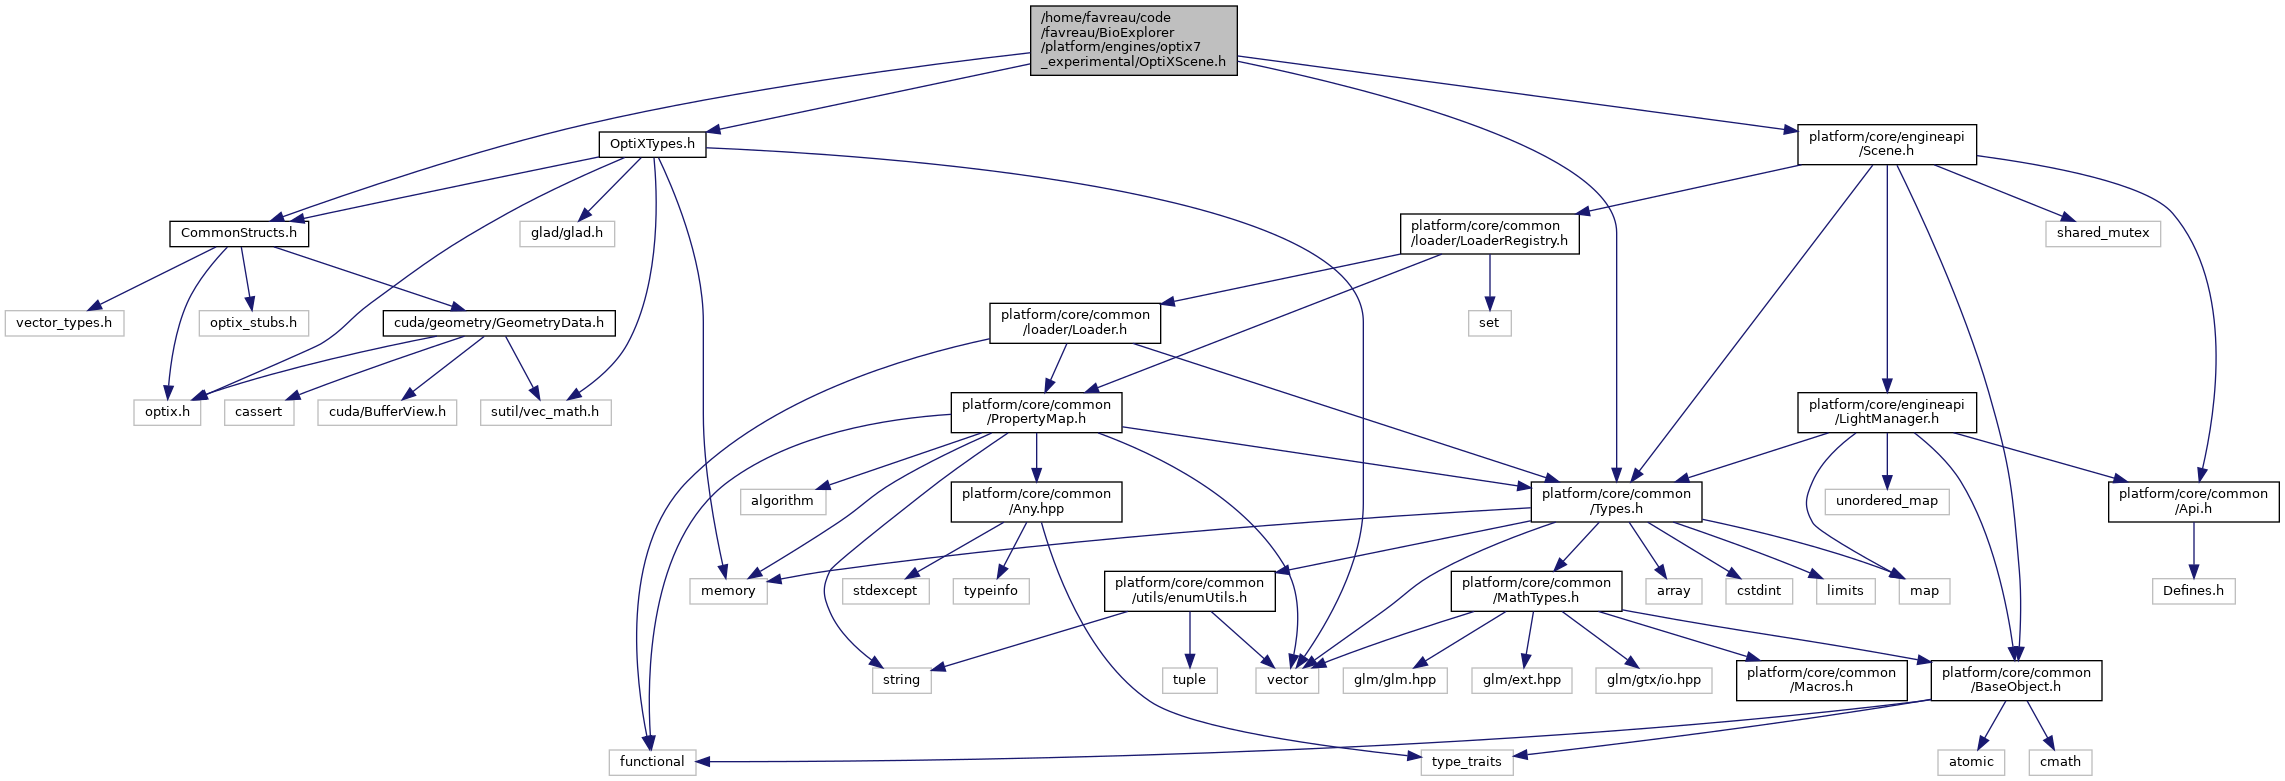 /home/favreau/code
/favreau/BioExplorer
/platform/engines/optix7
_experimental/OptiXScene.h
OptiXTypes.h
platform/core/engineapi
/Scene.h
CommonStructs.h
glad/glad.h
platform/core/common
/loader/LoaderRegistry.h
shared_mutex
vector_types.h
optix_stubs.h
cuda/geometry/GeometryData.h
platform/core/common
/loader/Loader.h
set
optix.h
cassert
cuda/BufferView.h
sutil/vec_math.h
platform/core/common
/PropertyMap.h
platform/core/engineapi
/LightManager.h
algorithm
platform/core/common
/Any.hpp
platform/core/common
/Types.h
unordered_map
platform/core/common
/Api.h
memory
stdexcept
typeinfo
platform/core/common
/utils/enumUtils.h
platform/core/common
/MathTypes.h
array
cstdint
limits
map
Defines.h
string
tuple
vector
glm/glm.hpp
glm/ext.hpp
glm/gtx/io.hpp
platform/core/common
/Macros.h
platform/core/common
/BaseObject.h
functional
type_traits
atomic
cmath